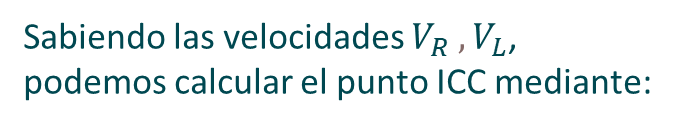 Sabiendo las velocidades V_R , V_L,
podemos calcular el punto ICC mediante: